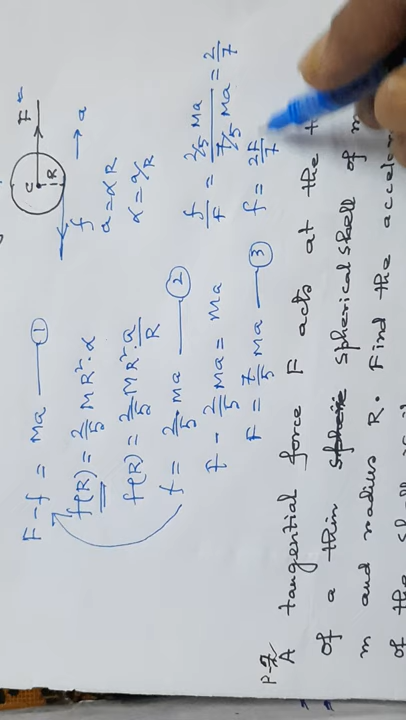 F - f = Ma ——— ①
f(R) = 2/5 MR² · α
f(R) = 2/5 MR² · a/R
f = 2/5 Ma ——— ②
F - 2/5 Ma = Ma
F = 7/5 Ma ——— ③
C
R
F
f
→ a
a = αR
α = a/R
f/F = (2/5 Ma)/(7/5 Ma) = 2/7
f = 2F/7
A tangential force F acts at the
of a thin spherical shell of
m and radius R. Find the
of the shell